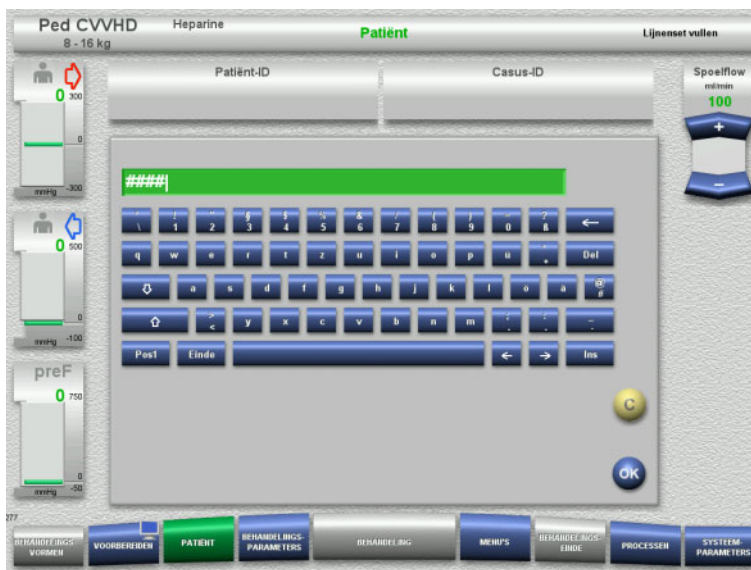 Ped CVVHD Heparine Patiënt Lijnenset vullen
8 - 16 kg
Patiënt-ID Casus-ID Spoelflow
ml/min
100
+
–
0 300
0
mmHg -300
0 500
0
mmHg -100
preF
0 750
0
mmHg -50
####
\ ! 1 " 2 § 3 $ 4 % 5 & 6 / 7 ( 8 ) 9 = 0 ? ß ←
q w e r t z u i o p ü * + Del
a s d f g h j k l ö ä @ #
> < y x c v b n m ; , : . _ -
Pos1 Einde ← → Ins
C
OK
277
BEHANDELINGS-
VORMEN
VOORBEREIDEN
PATIËNT
BEHANDELINGS-
PARAMETERS
BEHANDELING
MENU'S
BEHANDELINGS-
EINDE
PROCESSEN
SYSTEEM-
PARAMETERS